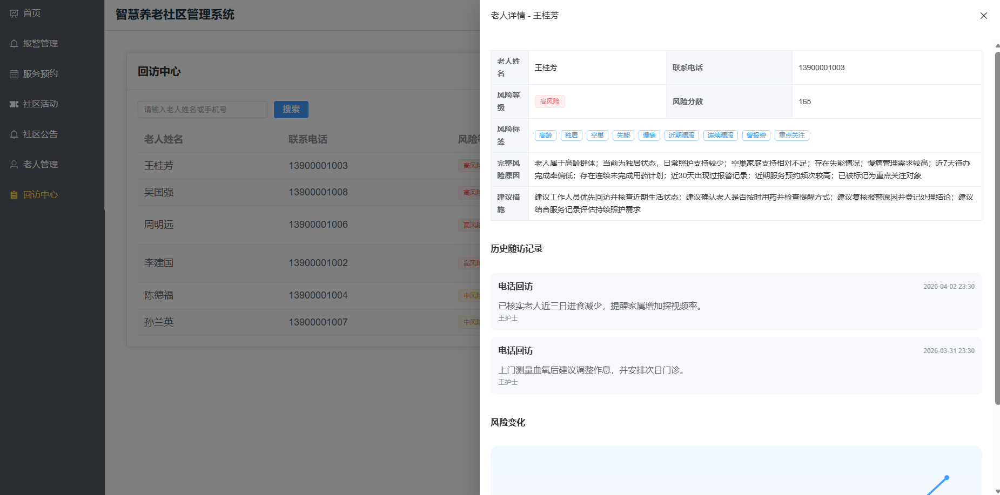 首页
报警管理
服务预约
社区活动
社区公告
老人管理
回访中心
智慧养老社区管理系统
回访中心
请输入老人姓名或手机号
搜索
老人姓名
联系电话
风险
王桂芳
13900001003
高风
吴国强
13900001008
高风
周明远
13900001006
高风
李建国
13900001002
高风
陈德福
13900001004
中风
孙兰英
13900001007
中风
老人详情 - 王桂芳
老人姓
名
王桂芳
联系电话
13900001003
风险等
级
高风险
风险分数
165
风险标
签
高龄 独居 空巢 失能 慢病 近期漏服 连续漏服 曾报警 重点关注
完整风
险原因
老人属于高龄群体；当前为独居状态，日常照护支持较少；空巢家庭支持相对不足；存在失能情况；慢病管理需求较高；近7天待办
完成率偏低；存在连续未完成用药计划；近30天出现过报警记录；近期服务预约频次较高；已被标记为重点关注对象
建议措
施
建议工作人员优先回访并核查近期生活状态；建议确认老人是否按时用药并检查提醒方式；建议复核报警原因并登记处理结论；建议
结合服务记录评估持续照护需求
历史随访记录
电话回访
2026-04-02 23:30
已核实老人近三日进食减少，提醒家属增加探视频率。
王护士
电话回访
2026-03-31 23:30
上门测量血氧后建议调整作息，并安排次日门诊。
王护士
风险变化